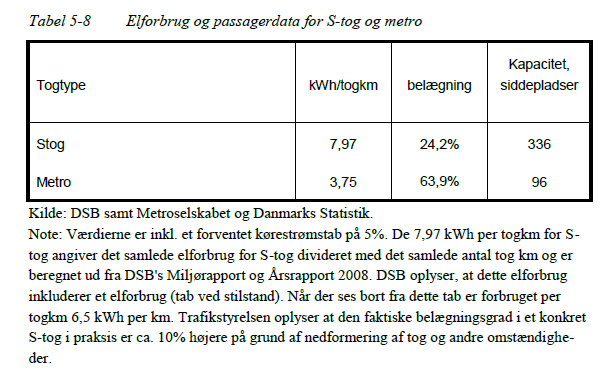 Tabel 5-8 Elforbrug og passagerdata for S-tog og metro
Togtype kWh/togkm belægning Kapacitet, siddepladser
Stog 7,97 24,2% 336
Metro 3,75 63,9% 96
Kilde: DSB samt Metroselskabet og Danmarks Statistik.
Note: Værdierne er inkl. et forventet kørestrømstab på 5%. De 7,97 kWh per togkm for S-
tog angiver det samlede elforbrug for S-tog divideret med det samlede antal tog km og er
beregnet ud fra DSB's Miljørapport og Årsrapport 2008. DSB oplyser, at dette elforbrug
inkluderer et elforbrug (tab ved stilstand). Når der ses bort fra dette tab er forbruget per
togkm 6,5 kWh per km. Trafikstyrelsen oplyser at den faktiske belægningsgrad i et konkret
S-tog i praksis er ca. 10% højere på grund af nedformering af tog og andre omstændighe-
der.